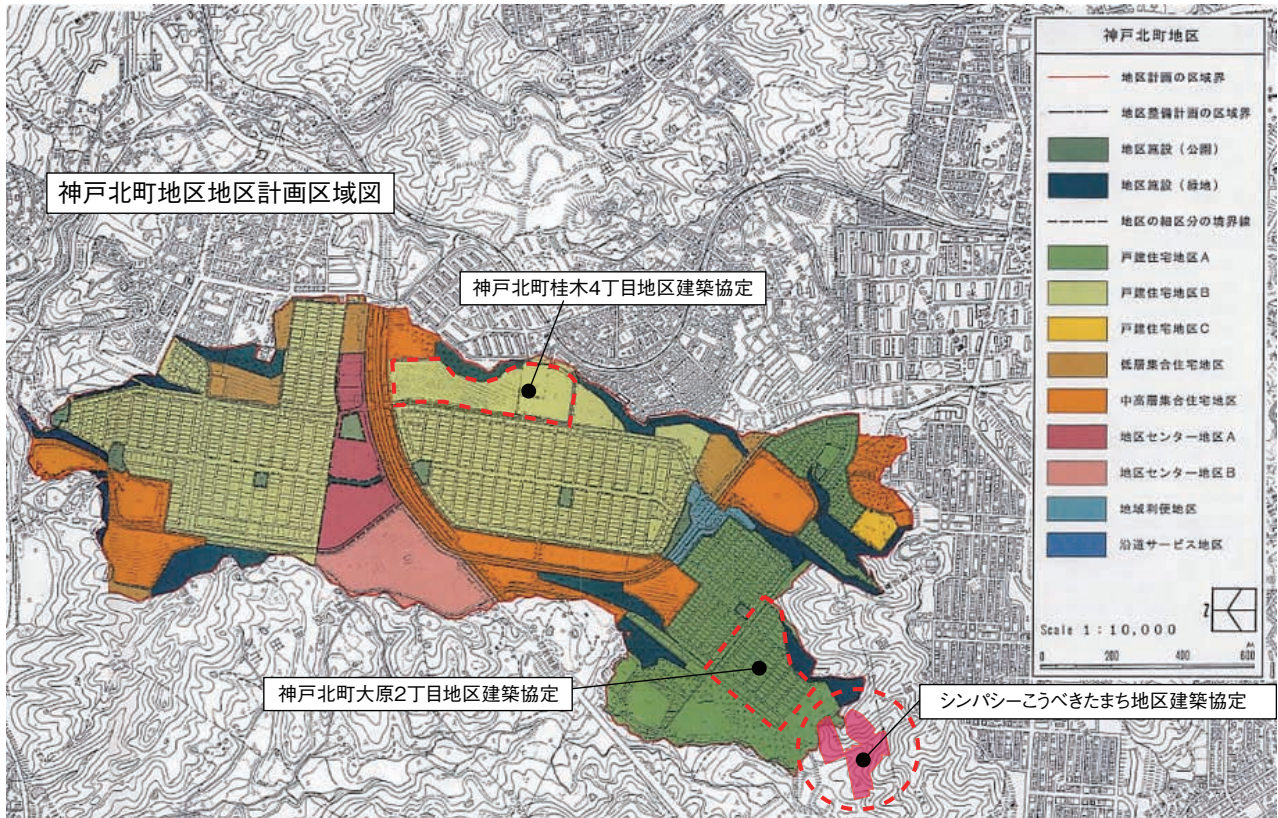 神戸北町地区地区計画区域図
神戸北町桂木4丁目地区建築協定
神戸北町大原2丁目地区建築協定
シンパシーこうべきたまち地区建築協定
神戸北町地区
地区計画の区域界
地区整備計画の区域界
地区施設（公園）
地区施設（緑地）
地区の細区分の境界線
戸建住宅地区A
戸建住宅地区B
戸建住宅地区C
低層集合住宅地区
中高層集合住宅地区
地区センター地区A
地区センター地区B
地域利便地区
沿道サービス地区
Z
Scale 1:10,000
0 200 400 600
M